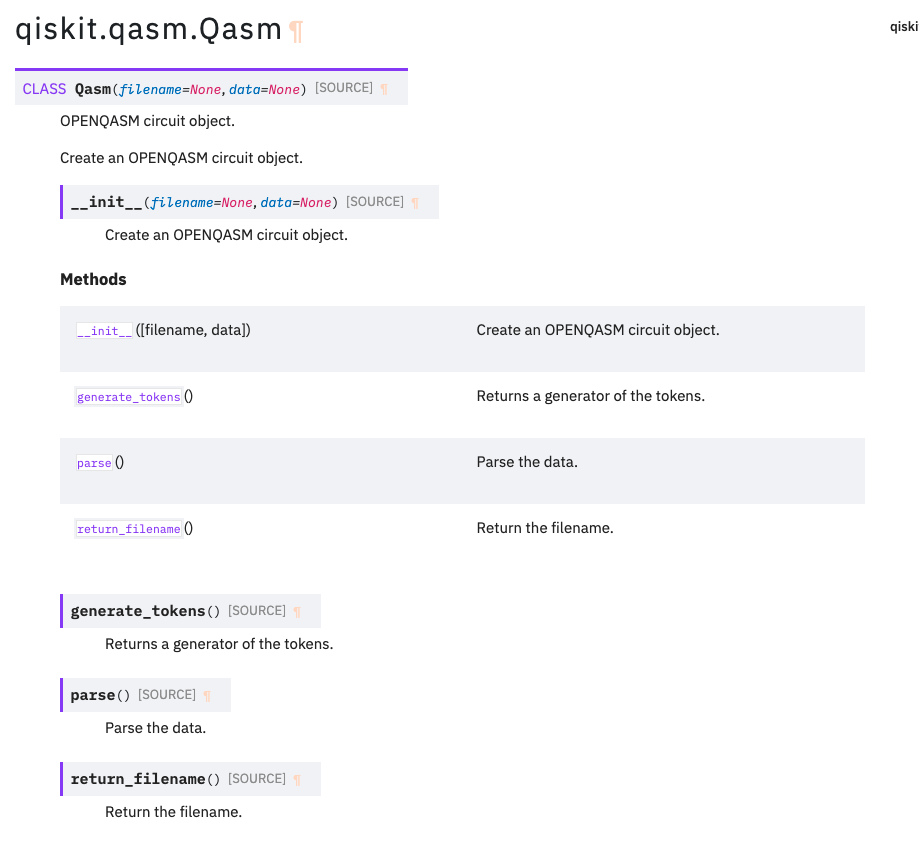 qiskit.qasm.Qasm¶
qiski
CLASS Qasm(filename=None, data=None) [SOURCE] ¶
OPENQASM circuit object.
Create an OPENQASM circuit object.
__init__(filename=None, data=None) [SOURCE] ¶
Create an OPENQASM circuit object.
Methods
__init__ ([filename, data]) Create an OPENQASM circuit object.
generate_tokens () Returns a generator of the tokens.
parse () Parse the data.
return_filename () Return the filename.
generate_tokens() [SOURCE] ¶
Returns a generator of the tokens.
parse() [SOURCE] ¶
Parse the data.
return_filename() [SOURCE] ¶
Return the filename.